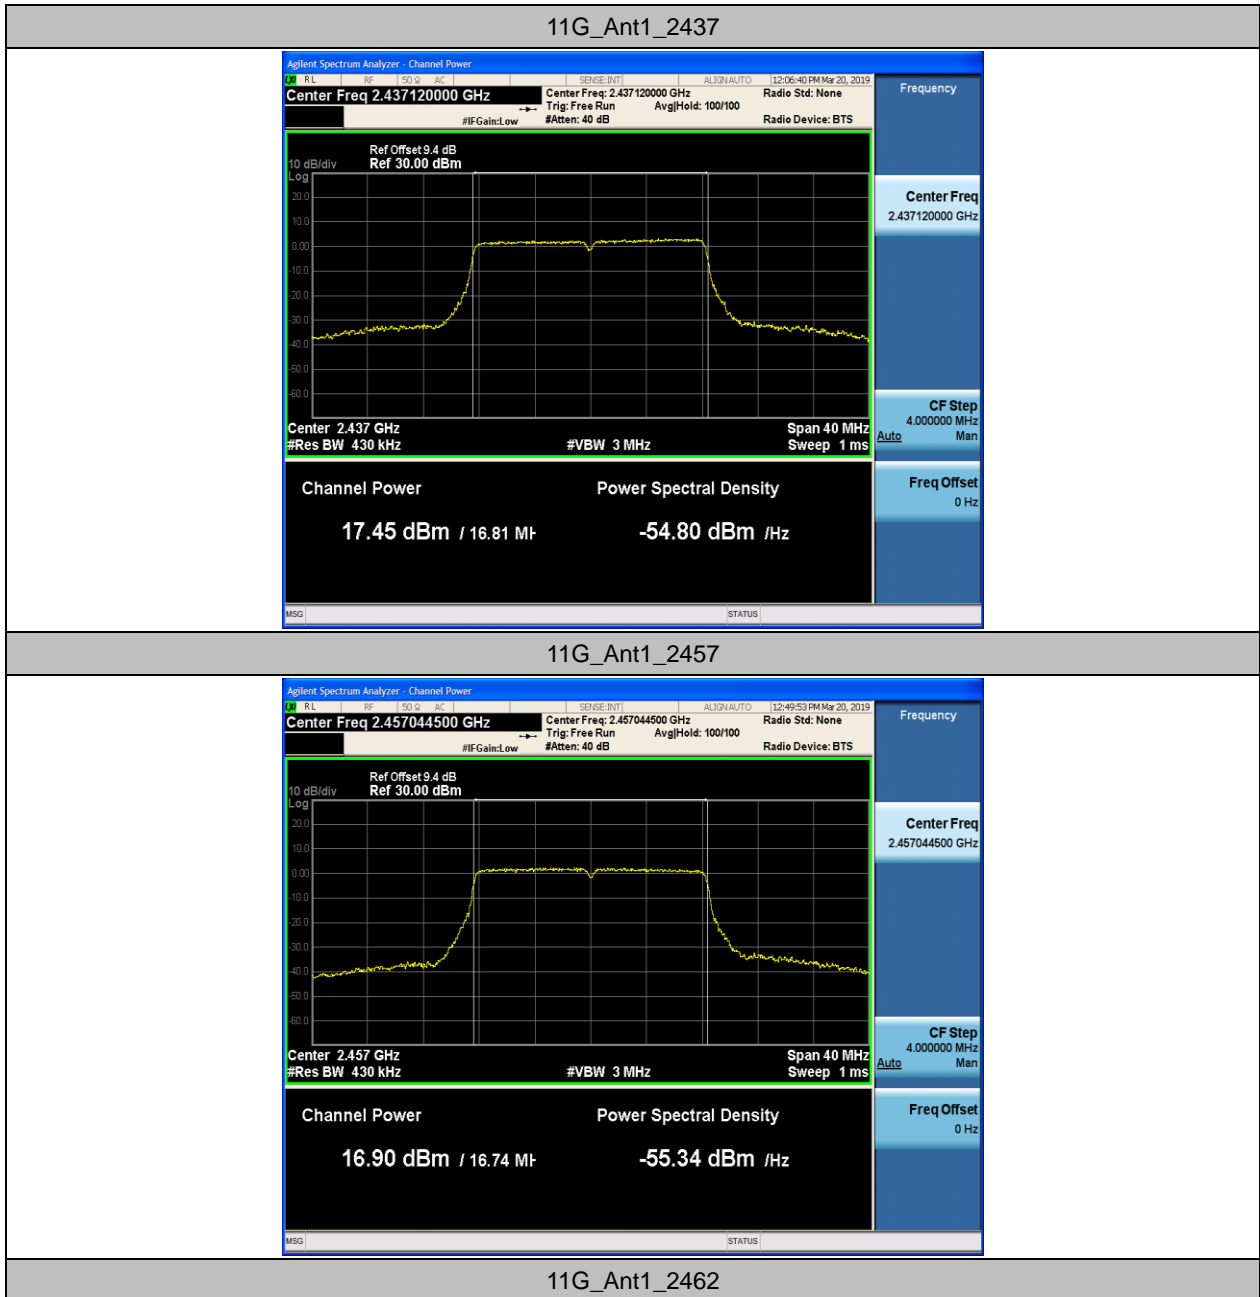 11G_Ant1_2437
Agilent Spectrum Analyzer - Channel Power
LXI RL RF 50 Ω AC SENSE:INT ALIGNAUTO 12:06:40 PM Mar 20, 2019
Center Freq 2.437120000 GHz
Center Freq: 2.437120000 GHz
Radio Std: None
Trig: Free Run
Avg|Hold: 100/100
#IFGain:Low
#Atten: 40 dB
Radio Device: BTS
Frequency
Ref Offset 9.4 dB
10 dB/div
Ref 30.00 dBm
Log
20.0
10.0
0.00
-10.0
-20.0
-30.0
-40.0
-50.0
-60.0
Center Freq
2.437120000 GHz
Center 2.437 GHz
Span 40 MHz
#Res BW 430 kHz
#VBW 3 MHz
Sweep 1 ms
CF Step
4.000000 MHz
Auto Man
Channel Power
Power Spectral Density
17.45 dBm / 16.81 MH
-54.80 dBm /Hz
Freq Offset
0 Hz
MSG
STATUS
11G_Ant1_2457
Agilent Spectrum Analyzer - Channel Power
LXI RL RF 50 Ω AC SENSE:INT ALIGNAUTO 12:49:53 PM Mar 20, 2019
Center Freq 2.457044500 GHz
Center Freq: 2.457044500 GHz
Radio Std: None
Trig: Free Run
Avg|Hold: 100/100
#IFGain:Low
#Atten: 40 dB
Radio Device: BTS
Frequency
Ref Offset 9.4 dB
10 dB/div
Ref 30.00 dBm
Log
20.0
10.0
0.00
-10.0
-20.0
-30.0
-40.0
-50.0
-60.0
Center Freq
2.457044500 GHz
Center 2.457 GHz
Span 40 MHz
#Res BW 430 kHz
#VBW 3 MHz
Sweep 1 ms
CF Step
4.000000 MHz
Auto Man
Channel Power
Power Spectral Density
16.90 dBm / 16.74 MH
-55.34 dBm /Hz
Freq Offset
0 Hz
MSG
STATUS
11G_Ant1_2462